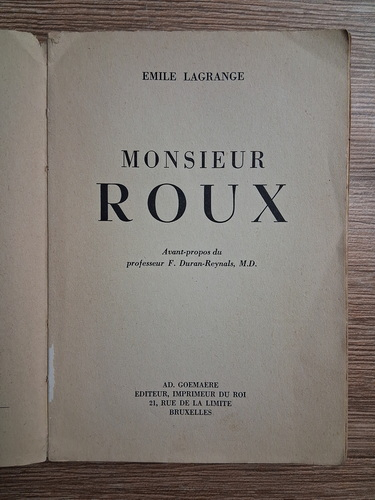 EMILE LAGRANGE
MONSIEUR
ROUX
Avant-propos du
professeur F. Duran-Reynals, M.D.
AD. GOEMAERE
EDITEUR, IMPRIMEUR DU ROI
21, RUE DE LA LIMITE
BRUXELLES